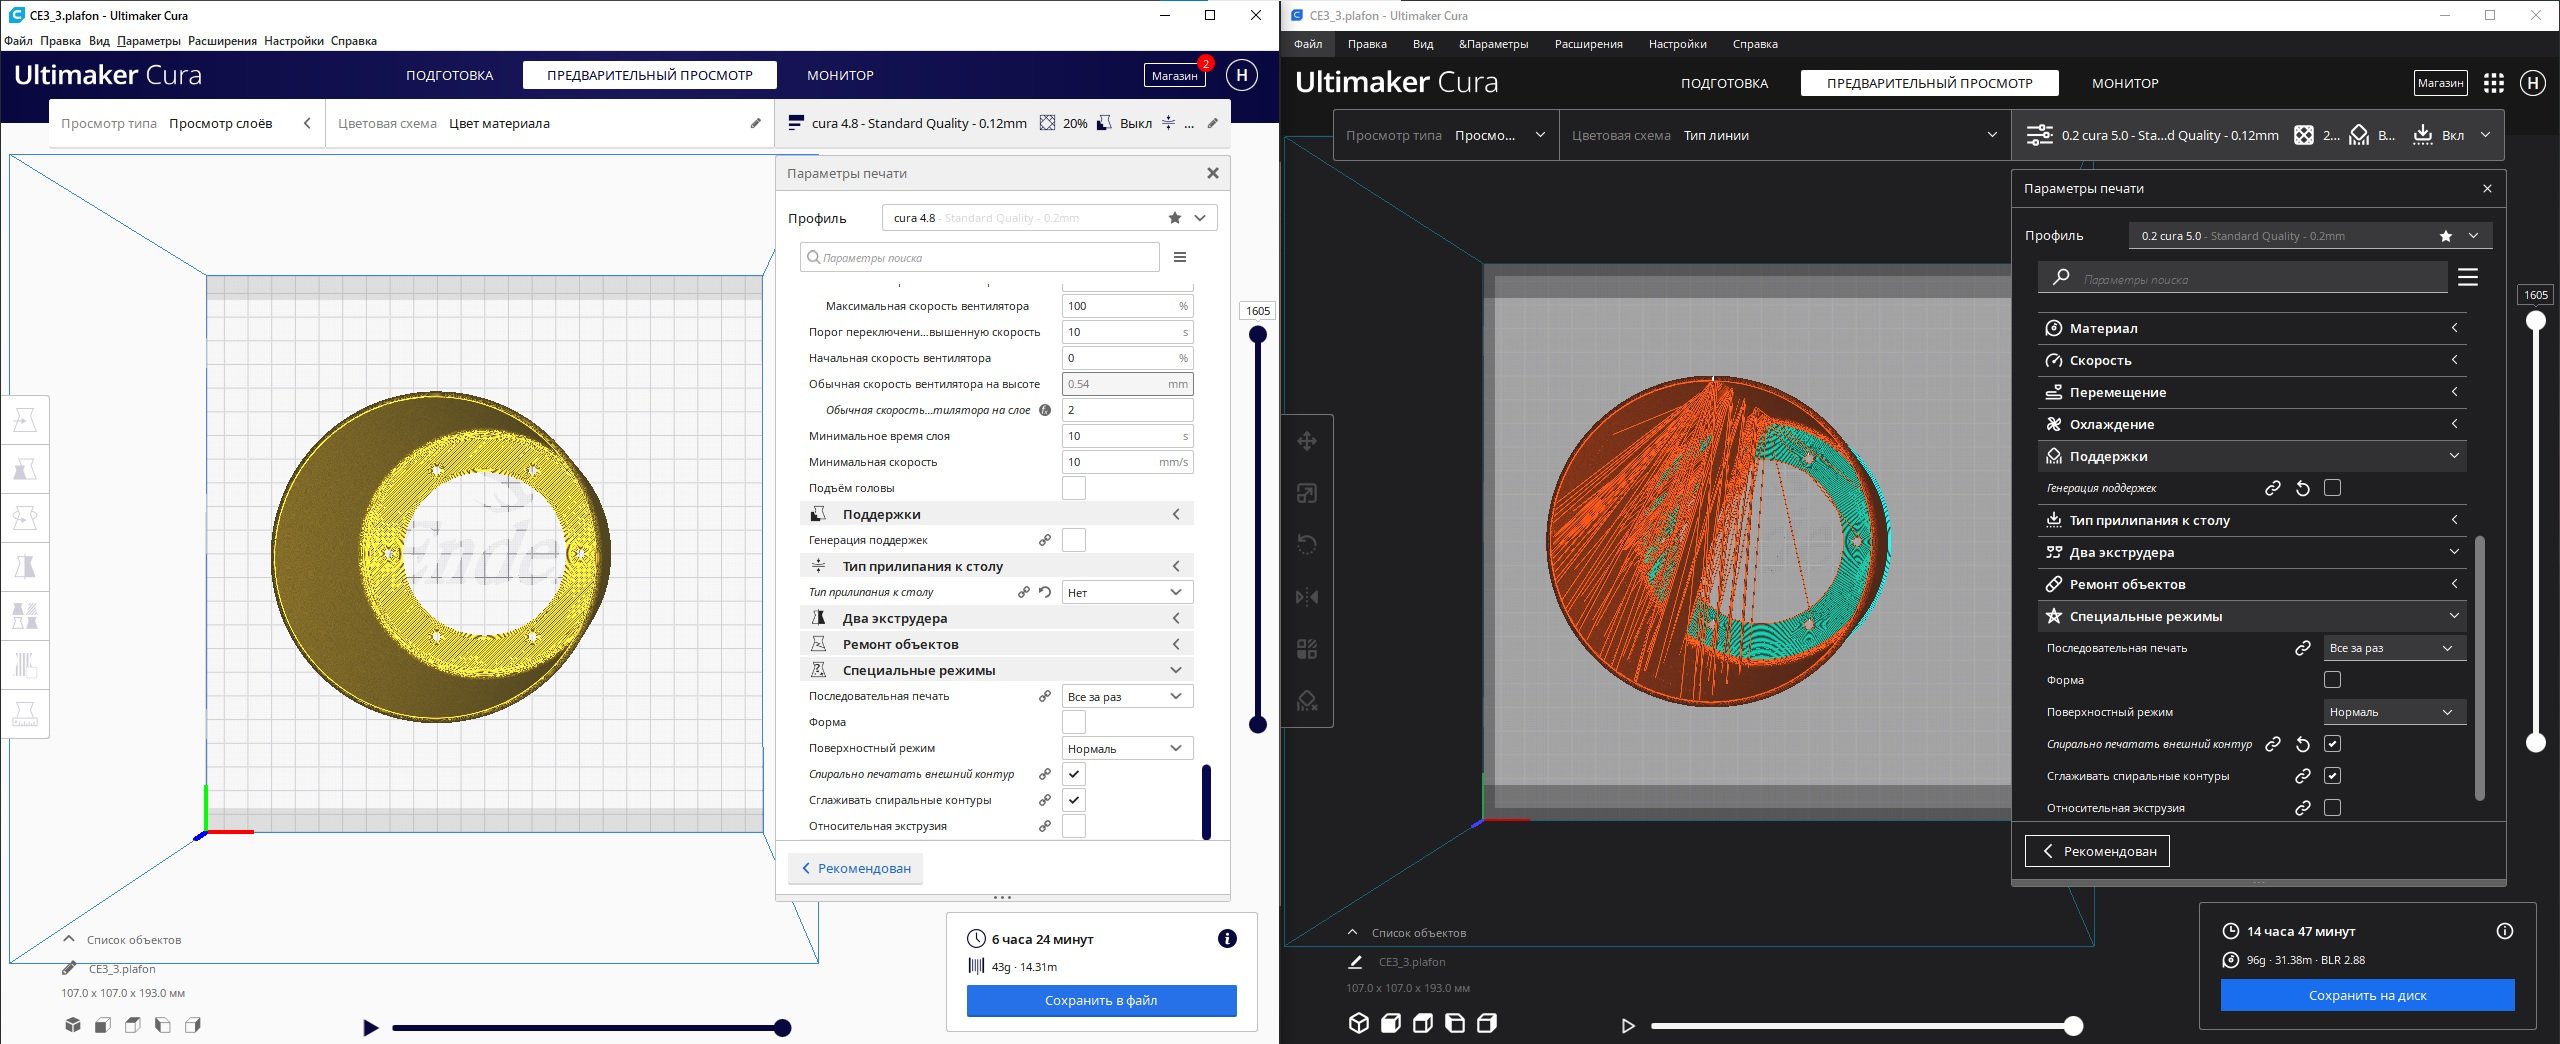 CE3_3.plafon - Ultimaker Cura
Файл Правка Вид Параметры Расширения Настройки Справка
Ultimaker Cura
ПОДГОТОВКА
ПРЕДВАРИТЕЛЬНЫЙ ПРОСМОТР
МОНИТОР
Магазин
2
H
Просмотр типа Просмотр слоёв
Цветовая схема Цвет материала
cura 4.8 - Standard Quality - 0.12mm 20% Выкл ...
Параметры печати
Профиль cura 4.8 - Standard Quality - 0.2mm
Параметры поиска
Максимальная скорость вентилятора 100 %
Порог переключени...вышенную скорость 10 s
Начальная скорость вентилятора 0 %
Обычная скорость вентилятора на высоте 0.54 mm
Обычная скорость...тилятора на слое 2
Минимальное время слоя 10 s
Минимальная скорость 10 mm/s
Подъём головы
Поддержки
Генерация поддержек
Тип прилипания к столу
Тип прилипания к столу Нет
Два экструдера
Ремонт объектов
Специальные режимы
Последовательная печать Все за раз
Форма
Поверхностный режим Нормаль
Спирально печатать внешний контур
Сглаживать спиральные контуры
Относительная экструзия
Рекомендован
1605
Ende
6 часа 24 минут
43g · 14.31m
Сохранить в файл
Список объектов
CE3_3.plafon
107.0 x 107.0 x 193.0 мм
CE3_3.plafon - Ultimaker Cura
Файл Правка Вид &Параметры Расширения Настройки Справка
Ultimaker Cura
ПОДГОТОВКА
ПРЕДВАРИТЕЛЬНЫЙ ПРОСМОТР
МОНИТОР
Магазин
H
Просмотр типа Просмо...
Цветовая схема Тип линии
0.2 cura 5.0 - Sta...d Quality - 0.12mm 2... В... Вкл
Параметры печати
Профиль 0.2 cura 5.0 - Standard Quality - 0.2mm
Параметры поиска
Материал
Скорость
Перемещение
Охлаждение
Поддержки
Генерация поддержек
Тип прилипания к столу
Два экструдера
Ремонт объектов
Специальные режимы
Последовательная печать Все за раз
Форма
Поверхностный режим Нормаль
Спирально печатать внешний контур
Сглаживать спиральные контуры
Относительная экструзия
Рекомендован
1605
14 часа 47 минут
96g · 31.38m · BLR 2.88
Сохранить на диск
Список объектов
CE3_3.plafon
107.0 x 107.0 x 193.0 мм